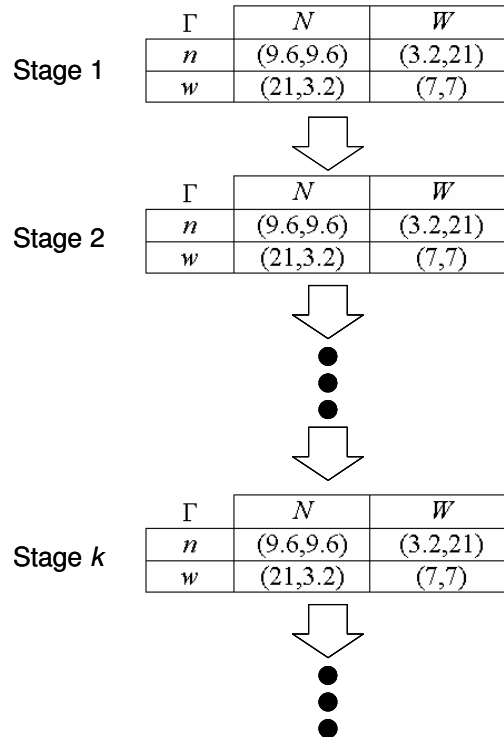 Γ N W
Stage 1
n (9.6,9.6) (3.2,21)
w (21,3.2) (7,7)
Γ N W
Stage 2
n (9.6,9.6) (3.2,21)
w (21,3.2) (7,7)
Γ N W
Stage k
n (9.6,9.6) (3.2,21)
w (21,3.2) (7,7)